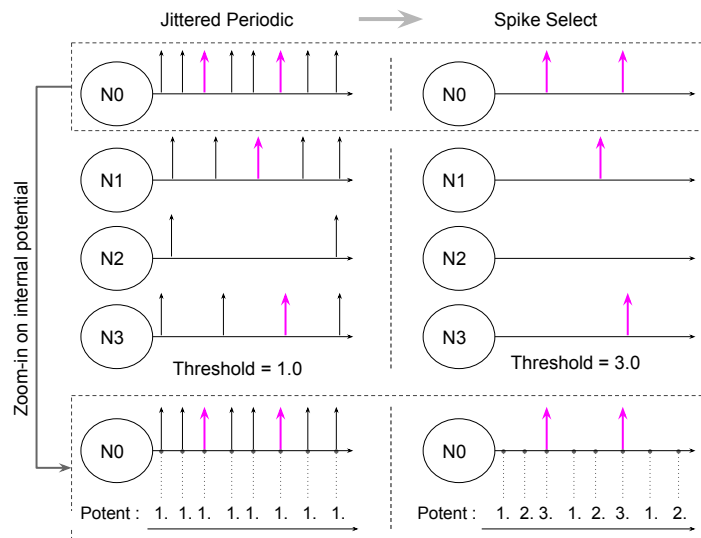 Jittered Periodic
Spike Select
N0
N0
N1
N1
N2
N2
N3
N3
Threshold = 1.0
Threshold = 3.0
Zoom-in on internal potential
N0
N0
Potent : 1. 1. 1. 1. 1. 1. 1. 1.
Potent : 1. 2. 3. 1. 2. 3. 1. 2.